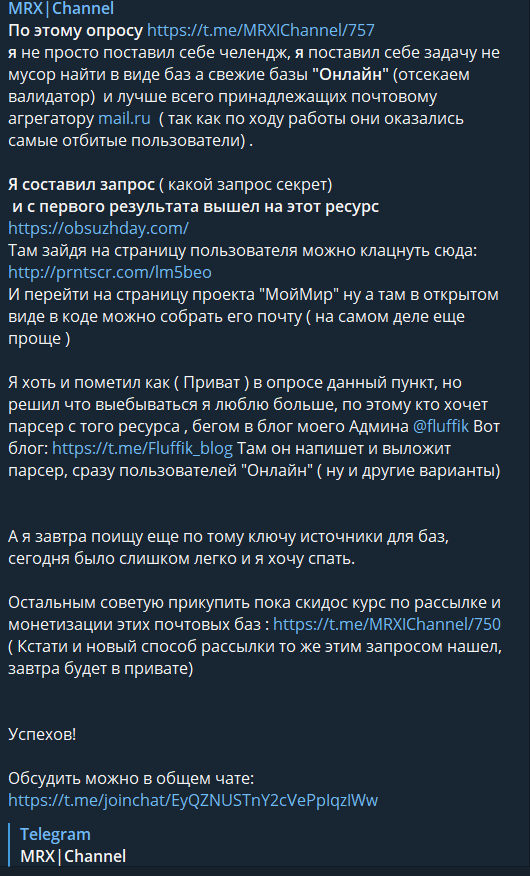 MRX|Channel
По этому опросу https://t.me/MRXIChannel/757
я не просто поставил себе челендж, я поставил себе задачу не
мусор найти в виде баз а свежие базы "Онлайн" (отсекаем
валидатор) и лучше всего принадлежащих почтовому
агрегатору mail.ru ( так как по ходу работы они оказались
самые отбитые пользователи) .
Я составил запрос ( какой запрос секрет)
и с первого результата вышел на этот ресурс
https://obsuzhday.com/
Там зайдя на страницу пользователя можно клацнуть сюда:
http://prntscr.com/lm5beo
И перейти на страницу проекта "МойМир" ну а там в открытом
виде в коде можно собрать его почту ( на самом деле еще
проще )
Я хоть и пометил как ( Приват ) в опросе данный пункт, но
решил что выебываться я люблю больше, по этому кто хочет
парсер с того ресурса , бегом в блог моего Админа @fluffik Вот
блог: https://t.me/Fluffik_blog Там он напишет и выложит
парсер, сразу пользователей "Онлайн" ( ну и другие варианты)
А я завтра поищу еще по тому ключу источники для баз,
сегодня было слишком легко и я хочу спать.
Остальным советую прикупить пока скидос курс по рассылке и
монетизации этих почтовых баз : https://t.me/MRXIChannel/750
( Кстати и новый способ рассылки то же этим запросом нашел,
завтра будет в привате)
Успехов!
Обсудить можно в общем чате:
https://t.me/joinchat/EyQZNUSTnY2cVePpIqzlWw
Telegram
MRX|Channel